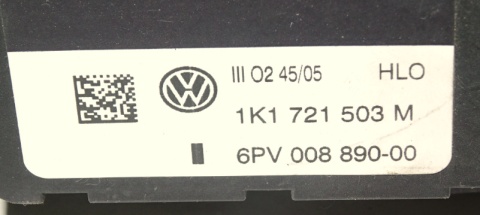 III O2 45/05 HLO
1K1 721 503 M
6PV 008 890-00